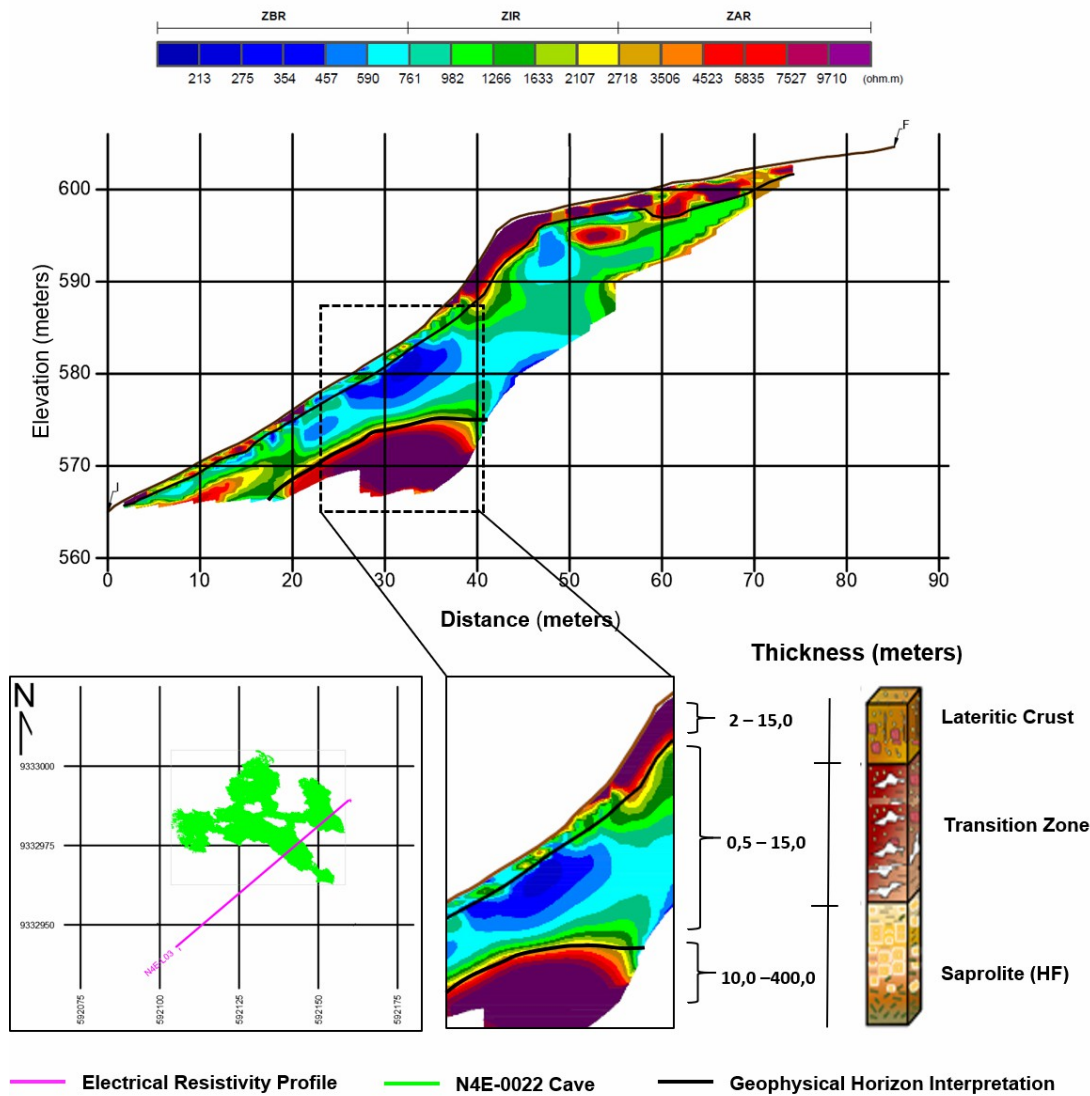 ZBR ZIR ZAR
213 275 354 457 590 761 982 1266 1633 2107 2718 3506 4523 5835 7527 9710 (ohm.m)
F
600
590
580
570
560
I
Elevation (meters)
0 10 20 30 40 50 60 70 80 90
Distance (meters)
Thickness (meters)
N
9333000
9332975
9332950
N4E-L03
592075 592100 592125 592150 592175
2 – 15,0
0,5 – 15,0
10,0 –400,0
Lateritic Crust
Transition Zone
Saprolite (HF)
Electrical Resistivity Profile
N4E-0022 Cave
Geophysical Horizon Interpretation